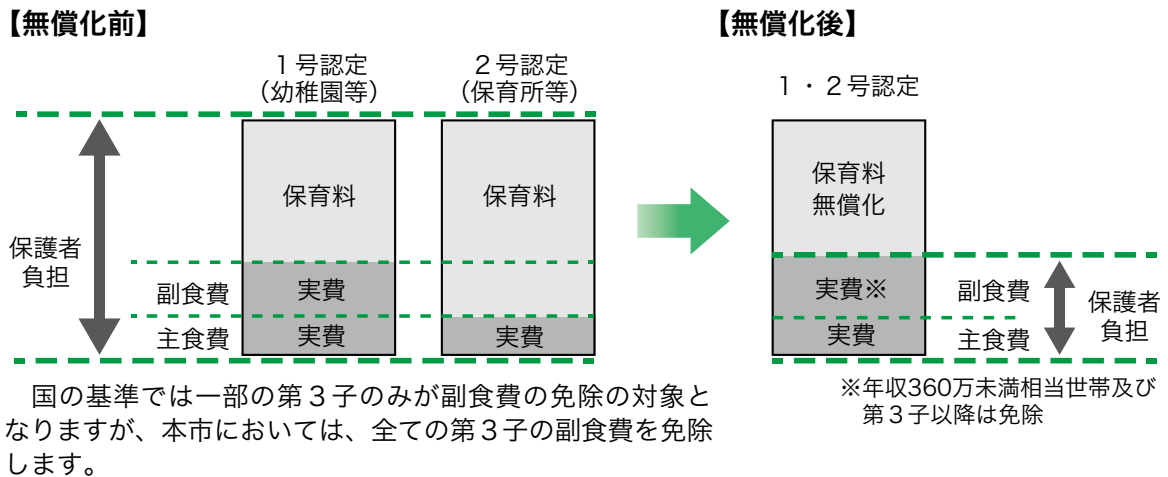 【無償化前】
１号認定
（幼稚園等）
２号認定
（保育所等）
保育料
保育料
保護者
負担
副食費
実費
主食費
実費
実費
【無償化後】
１・２号認定
保育料
無償化
実費※
副食費
実費
主食費
保護者
負担
※年収360万未満相当世帯及び
第３子以降は免除
国の基準では一部の第３子のみが副食費の免除の対象と
なりますが、本市においては、全ての第３子の副食費を免除
します。